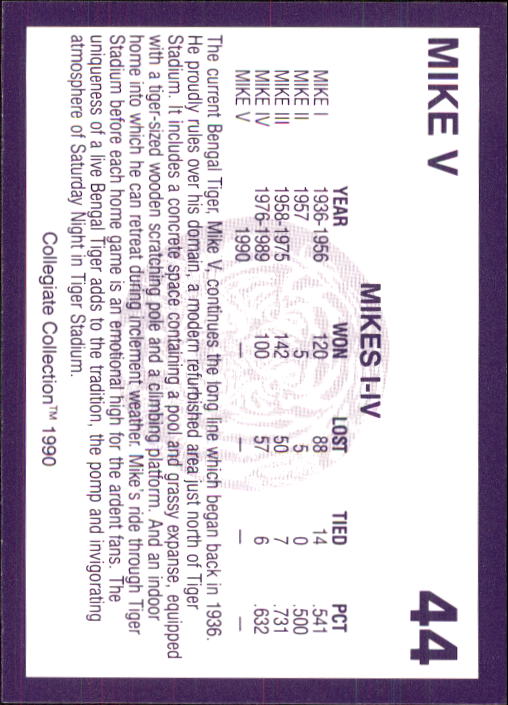 MIKE V 44
MIKES I-IV
YEAR WON LOST TIED PCT
MIKE I 1936-1956 120 88 14 .541
MIKE II 1957 5 5 0 .500
MIKE III 1958-1975 142 50 7 .731
MIKE IV 1976-1989 100 57 6 .632
MIKE V 1990 — — — —
The current Bengal Tiger, Mike V, continues the long line which began back in 1936.
He proudly rules over his domain, a modern refurbished area just north of Tiger
Stadium. It includes a concrete space containing a pool and grassy expanse, equipped
with a tiger-sized wooden scratching pole and a climbing platform. And an indoor
home into which he can retreat during inclement weather. Mike's ride through Tiger
Stadium before each home game is an emotional high for the ardent fans. The
uniqueness of a live Bengal Tiger adds to the tradition, the pomp and invigorating
atmosphere of Saturday Night in Tiger Stadium.
Collegiate Collection™ 1990